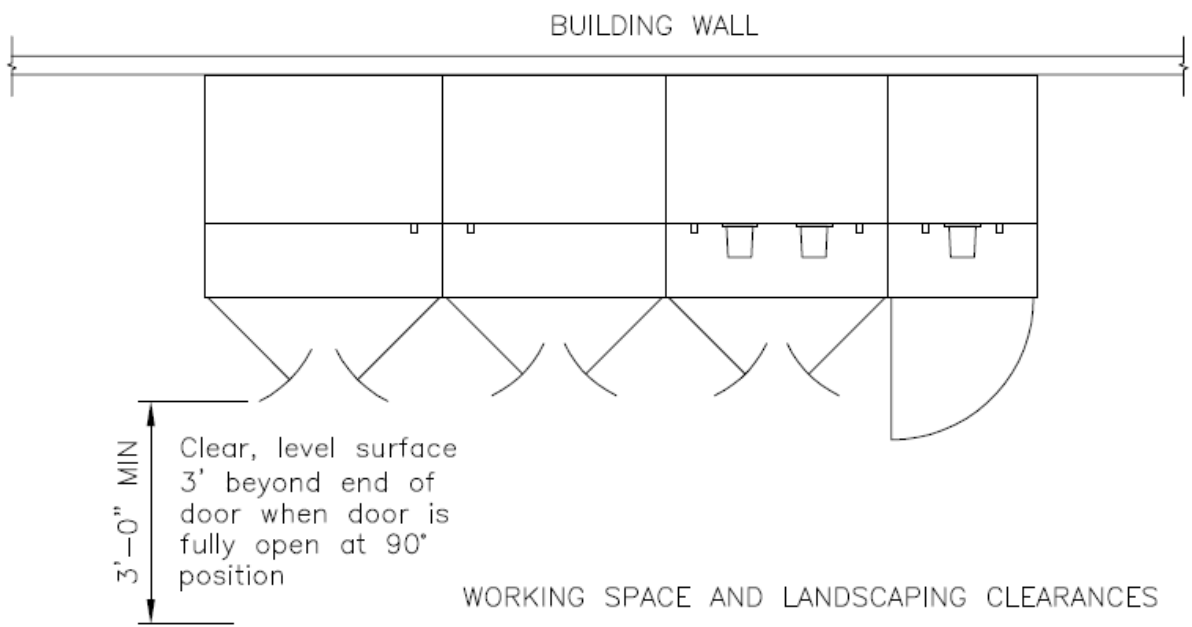 BUILDING WALL
3'-0" MIN
Clear, level surface
3' beyond end of
door when door is
fully open at 90°
position
WORKING SPACE AND LANDSCAPING CLEARANCES